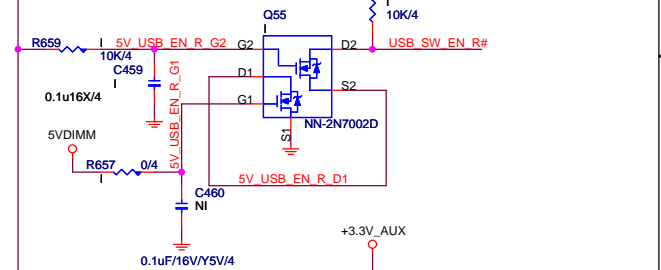 Q55
I
10K/4
R659
I
5V_USB_EN_R_G2
G2
D2
USB_SW_EN_R#
10K/4
C459
I
D1
S2
0.1u16X/4
G1
5V_USB_EN_R_G1
NN-2N7002D
S1
5VDIMM
R657
0/4
I
5V_USB_EN_R_D1
C460
NI
+3.3V_AUX
0.1uF/16V/Y5V/4